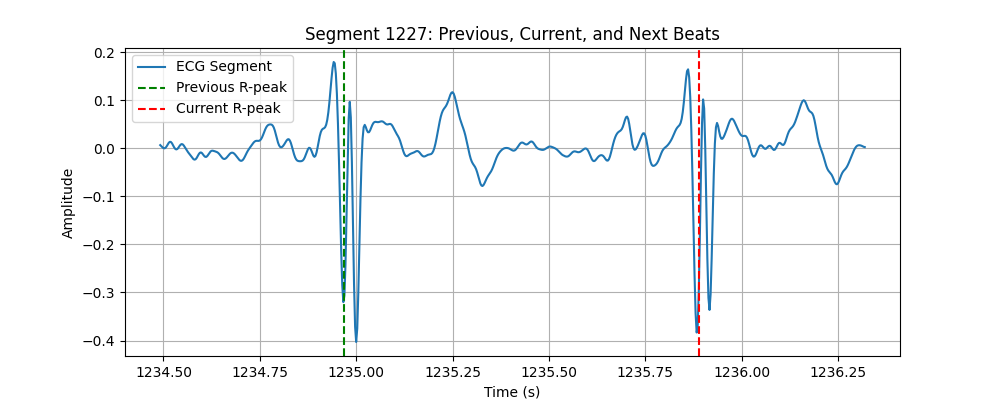 Segment 1227: Previous, Current, and Next Beats
ECG Segment
Previous R-peak
Current R-peak
Amplitude
0.2
0.1
0.0
−0.1
−0.2
−0.3
−0.4
1234.50 1234.75 1235.00 1235.25 1235.50 1235.75 1236.00 1236.25
Time (s)